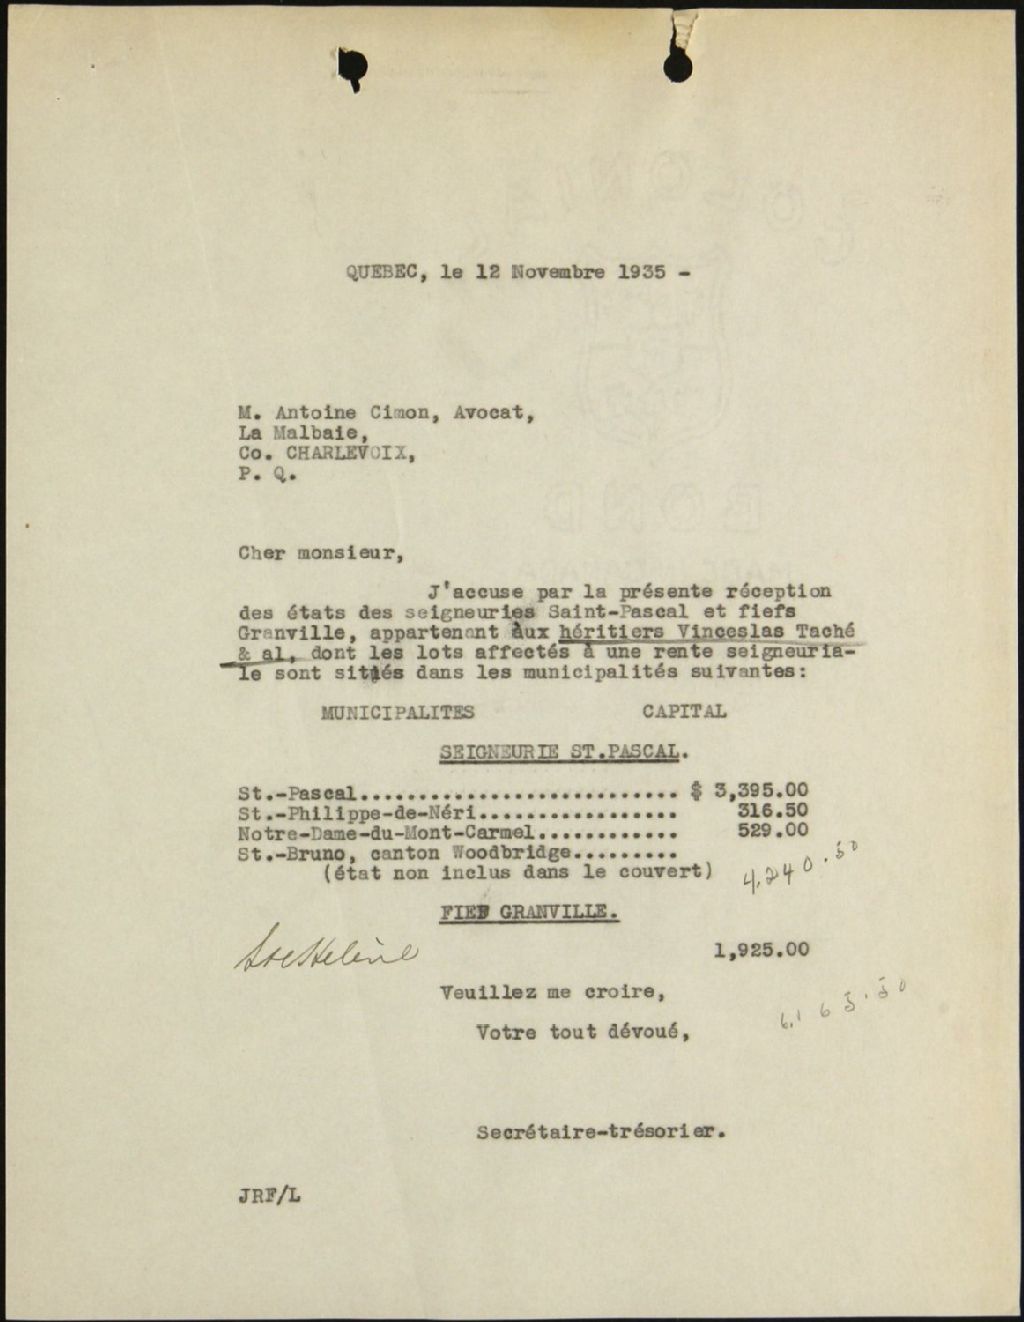 QUEBEC, le 12 Novembre 1935 -
M. Antoine Cimon, Avocat,
La Malbaie,
Co. CHARLEVOIX,
P. Q.
Cher monsieur,
J'accuse par la présente réception
des états des seigneuries Saint-Pascal et fiefs
Granville, appartenant aux héritiers Vinceslas Taché
& al, dont les lots affectés à une rente seigneuria-
le sont situés dans les municipalités suivantes:
MUNICIPALITES CAPITAL
SEIGNEURIE ST.PASCAL.
St.-Pascal............................ $ 3,395.00
St.-Philippe-de-Néri.................. 316.50
Notre-Dame-du-Mont-Carmel............ 529.00
St.-Bruno, canton Woodbridge.........
(état non inclus dans le couvert) 4,240.50
FIEF GRANVILLE.
Ste Hélène 1,925.00
Veuillez me croire,
6,165.50
Votre tout dévoué,
Secrétaire-trésorier.
JRF/L